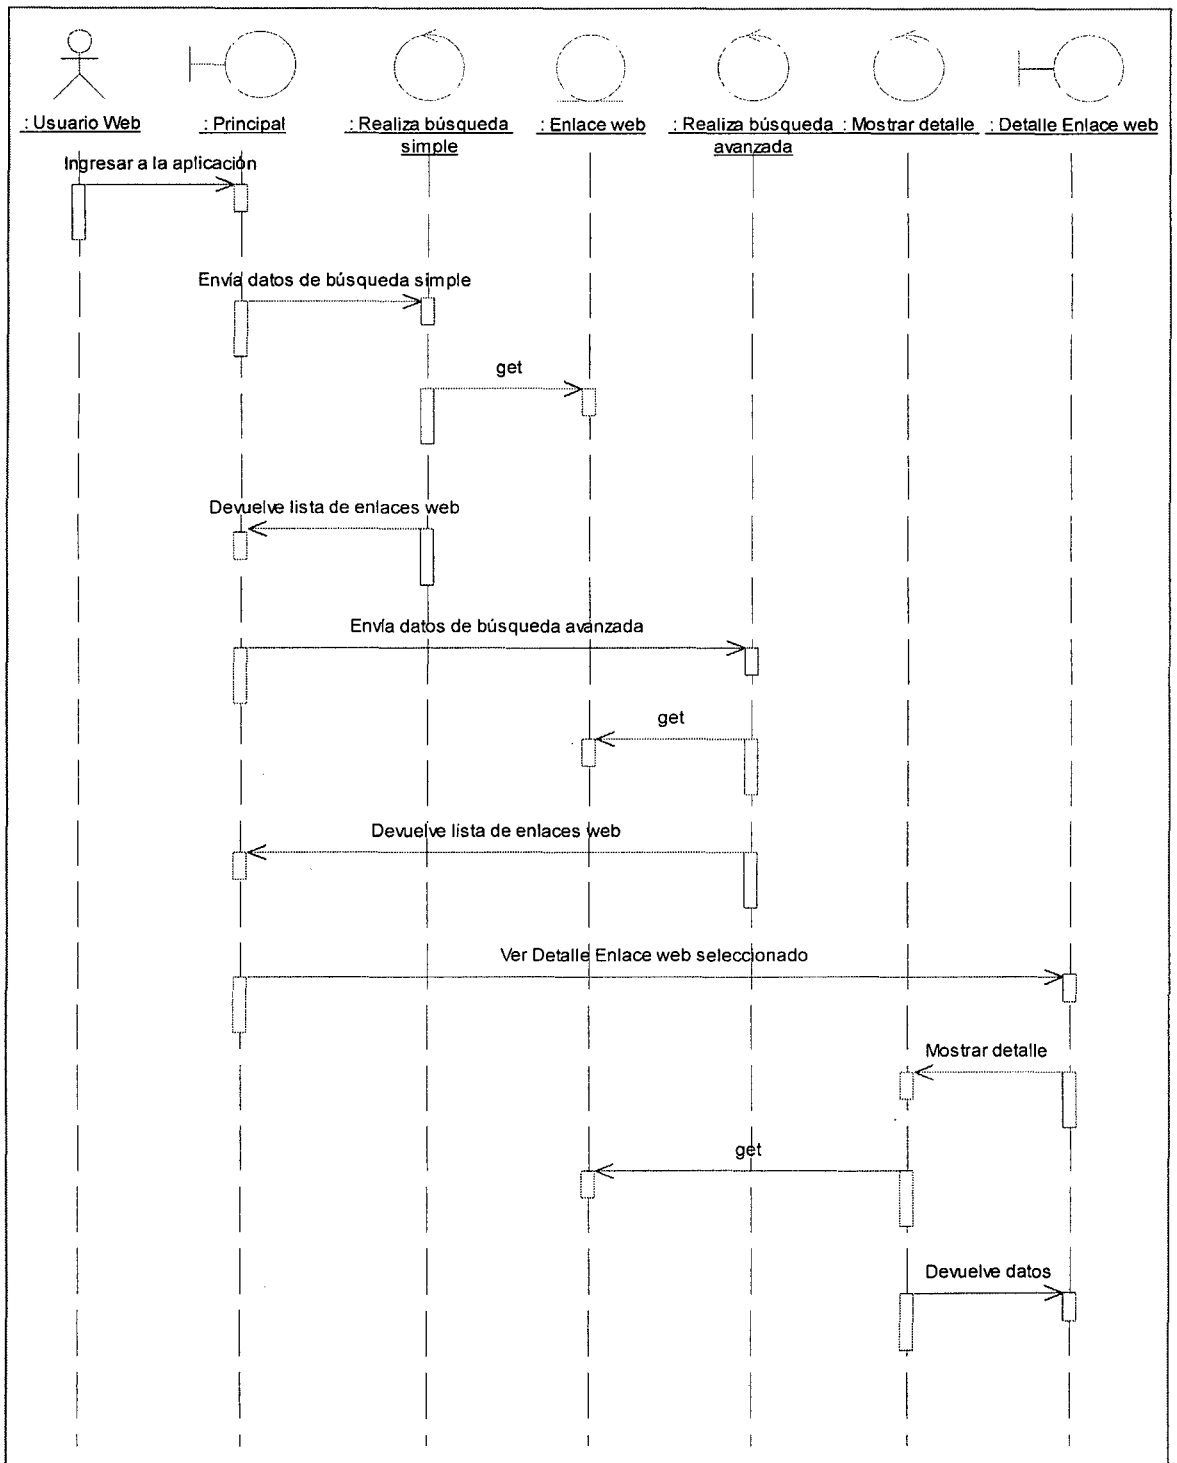 : Usuario Web
: Principal
: Realiza búsqueda
simple
: Enlace web
: Realiza búsqueda
avanzada
: Mostrar detalle
: Detalle Enlace web
Ingresar a la aplicación
Envía datos de búsqueda simple
get
Devuelve lista de enlaces web
Envía datos de búsqueda avanzada
get
Devuelve lista de enlaces web
Ver Detalle Enlace web seleccionado
Mostrar detalle
get
Devuelve datos